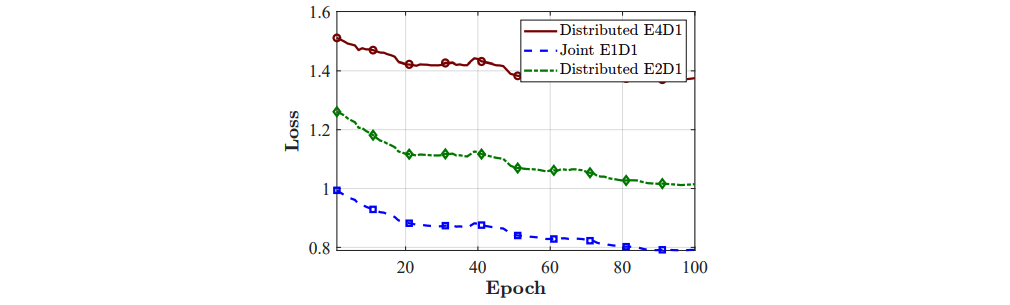 1.6
1.4
1.2
1
0.8
Loss
Distributed E4D1
Joint E1D1
Distributed E2D1
20 40 60 80 100
Epoch